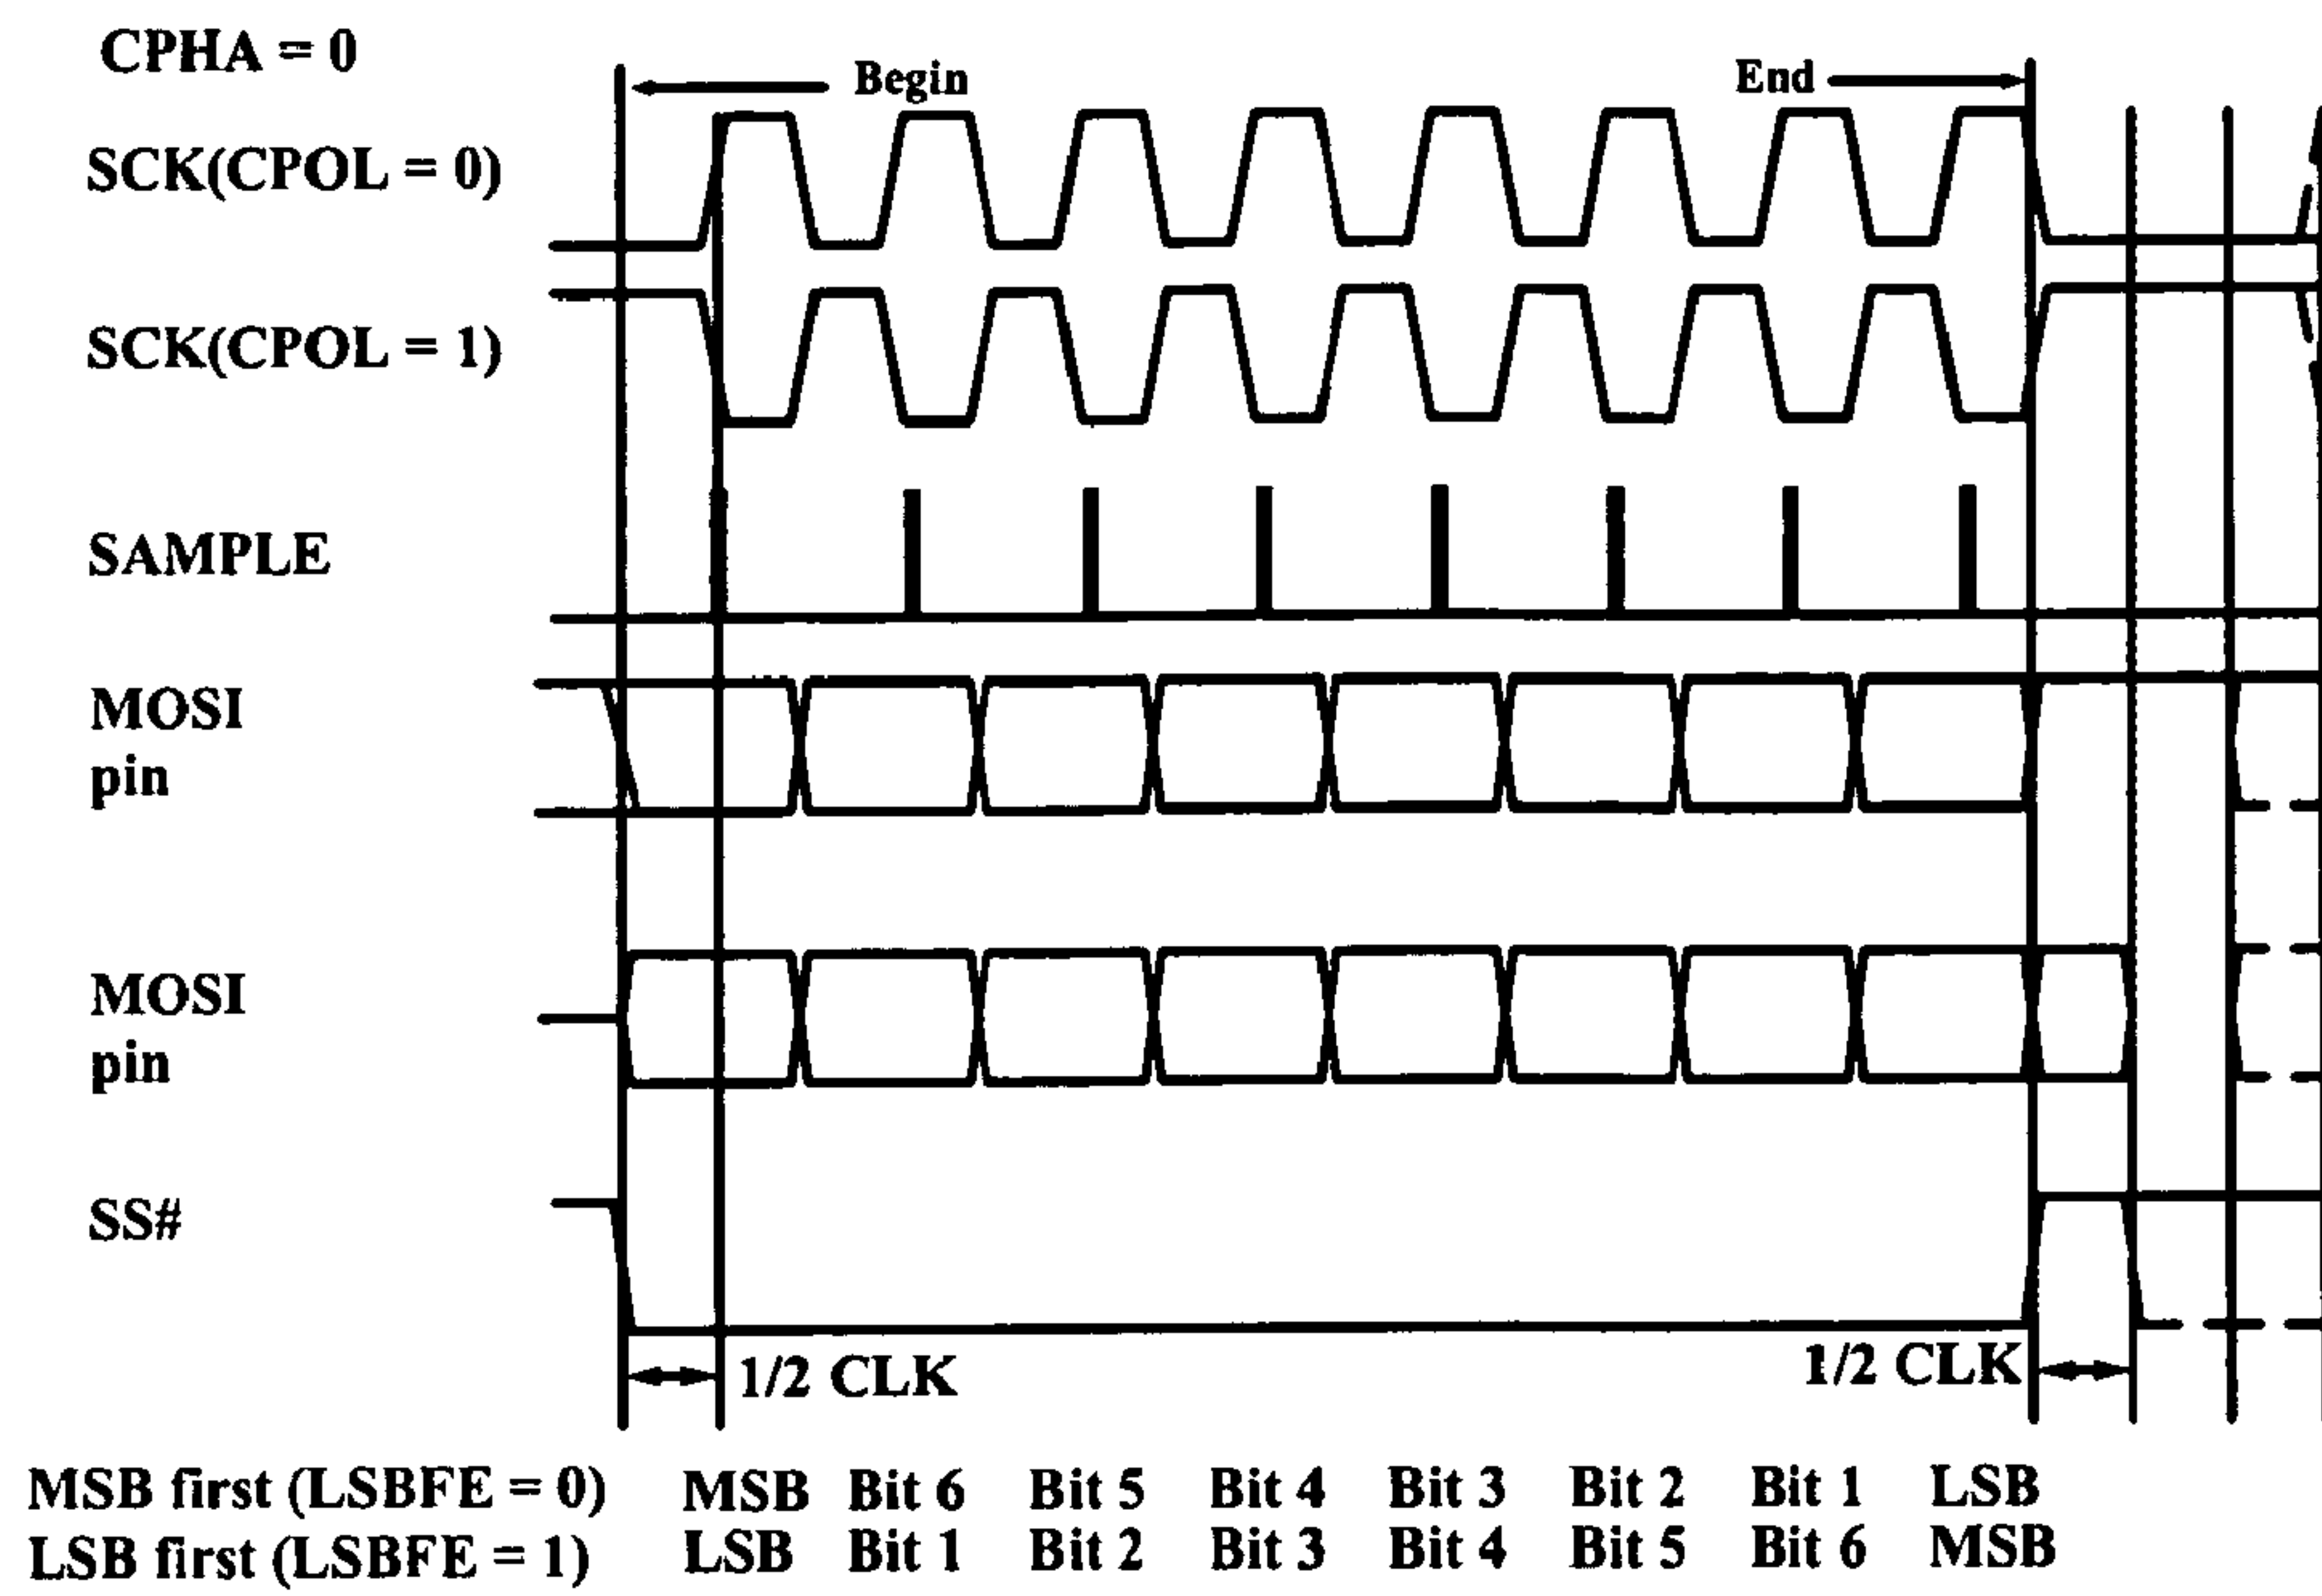 CPHA = 0
Begin
End
SCK(CPOL = 0)
SCK(CPOL = 1)
SAMPLE
MOSI
pin
MOSI
pin
SS#
1/2 CLK
1/2 CLK
MSB first (LSBFE = 0) MSB Bit 6 Bit 5 Bit 4 Bit 3 Bit 2 Bit 1 LSB
LSB first (LSBFE = 1) LSB Bit 1 Bit 2 Bit 3 Bit 4 Bit 5 Bit 6 MSB